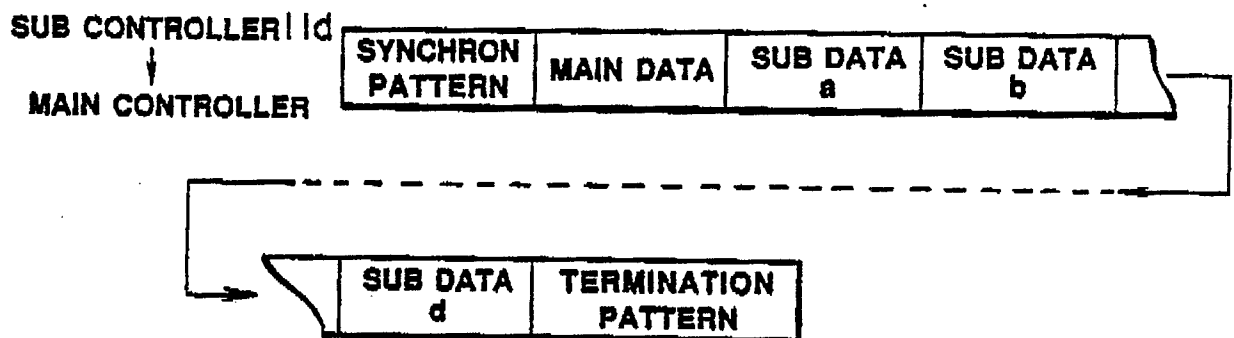 SUB CONTROLLER 11d
MAIN CONTROLLER
SYNCHRON
PATTERN
MAIN DATA
SUB DATA
a
SUB DATA
b
SUB DATA
d
TERMINATION
PATTERN